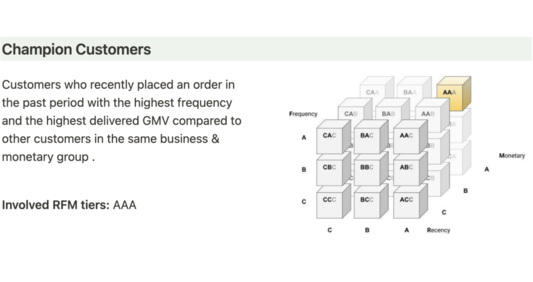 Champion Customers
Customers who recently placed an order in
the past period with the highest frequency
and the highest delivered GMV compared to
other customers in the same business &
monetary group .
Involved RFM tiers: AAA
CAA BAA AAA
Frequency
CAB BAB AAB
A
CAC BAC AAC
Monetary
B
CBC BBC ABC
A
B
C
CCC BCC ACC
C
C B A Recency